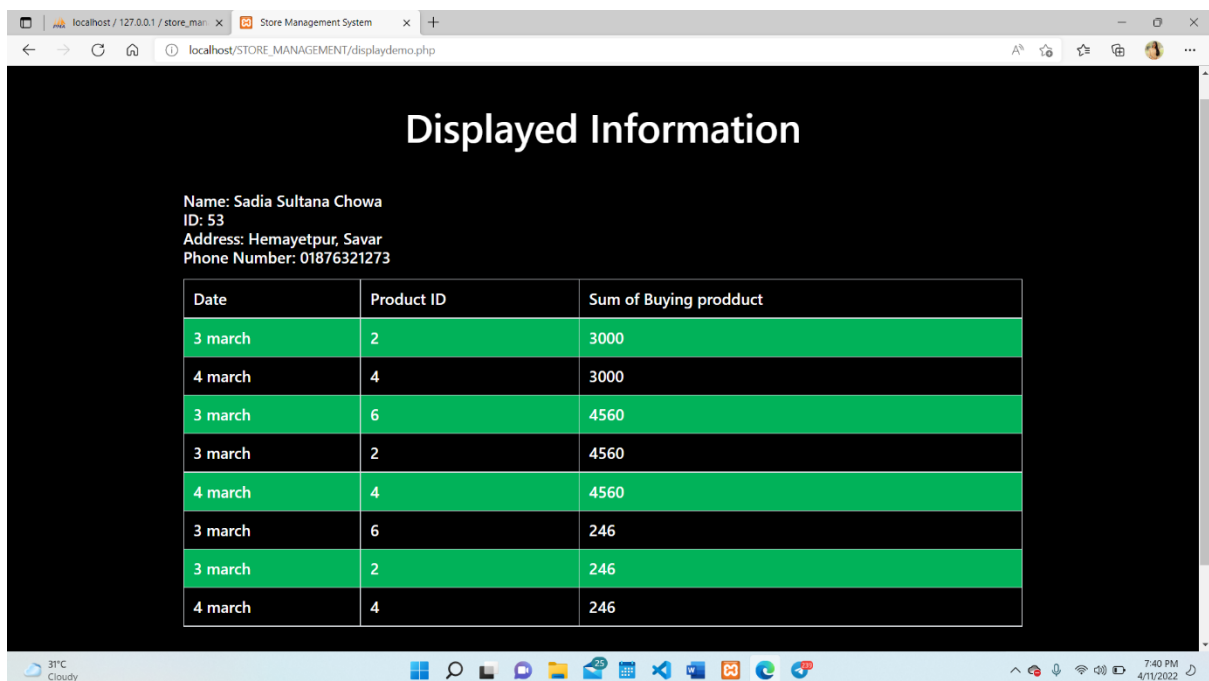 localhost / 127.0.0.1 / store_man
Store Management System
localhost/STORE_MANAGEMENT/displaydemo.php
Displayed Information
Name: Sadia Sultana Chowa
ID: 53
Address: Hemayetpur, Savar
Phone Number: 01876321273
Date Product ID Sum of Buying prodduct
3 march 2 3000
4 march 4 3000
3 march 6 4560
3 march 2 4560
4 march 4 4560
3 march 6 246
3 march 2 246
4 march 4 246
31°C
Cloudy
25
7:40 PM
4/11/2022